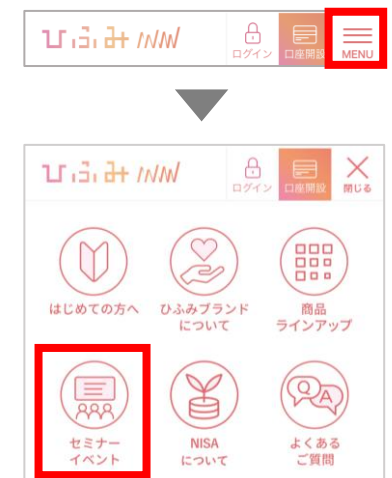 ひふみ WW
ログイン 口座開設 MENU
ひふみ WW
ログイン 口座開設 閉じる
はじめての方へ ひふみブランド 商品
について ラインアップ
Q A
セミナー NISA よくある
イベント について ご質問